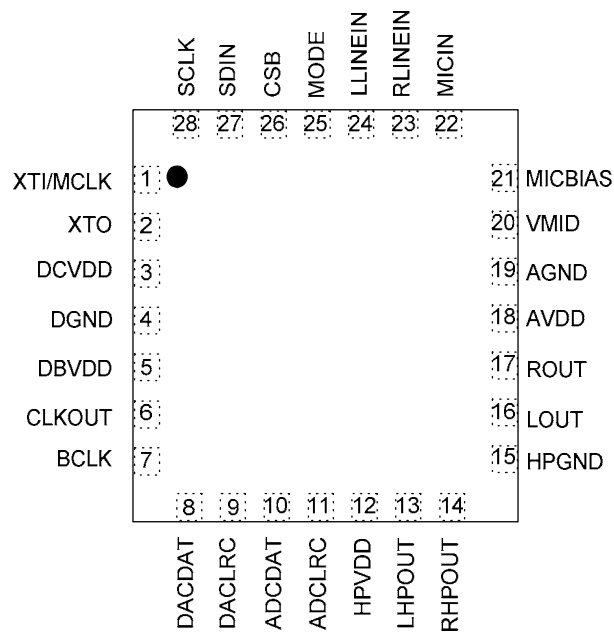 SCLK SDIN CSB MODE LLINEIN RLINEIN MICIN
28 27 26 25 24 23 22
XTI/MCLK 1 21 MICBIAS
XTO 2 20 VMID
DCVDD 3 19 AGND
DGND 4 18 AVDD
DBVDD 5 17 ROUT
CLKOUT 6 16 LOUT
BCLK 7 15 HPGND
8 9 10 11 12 13 14
DACDAT DACLRC ADCDAT ADCLRC HPVDD LHPOUT RHPOUT